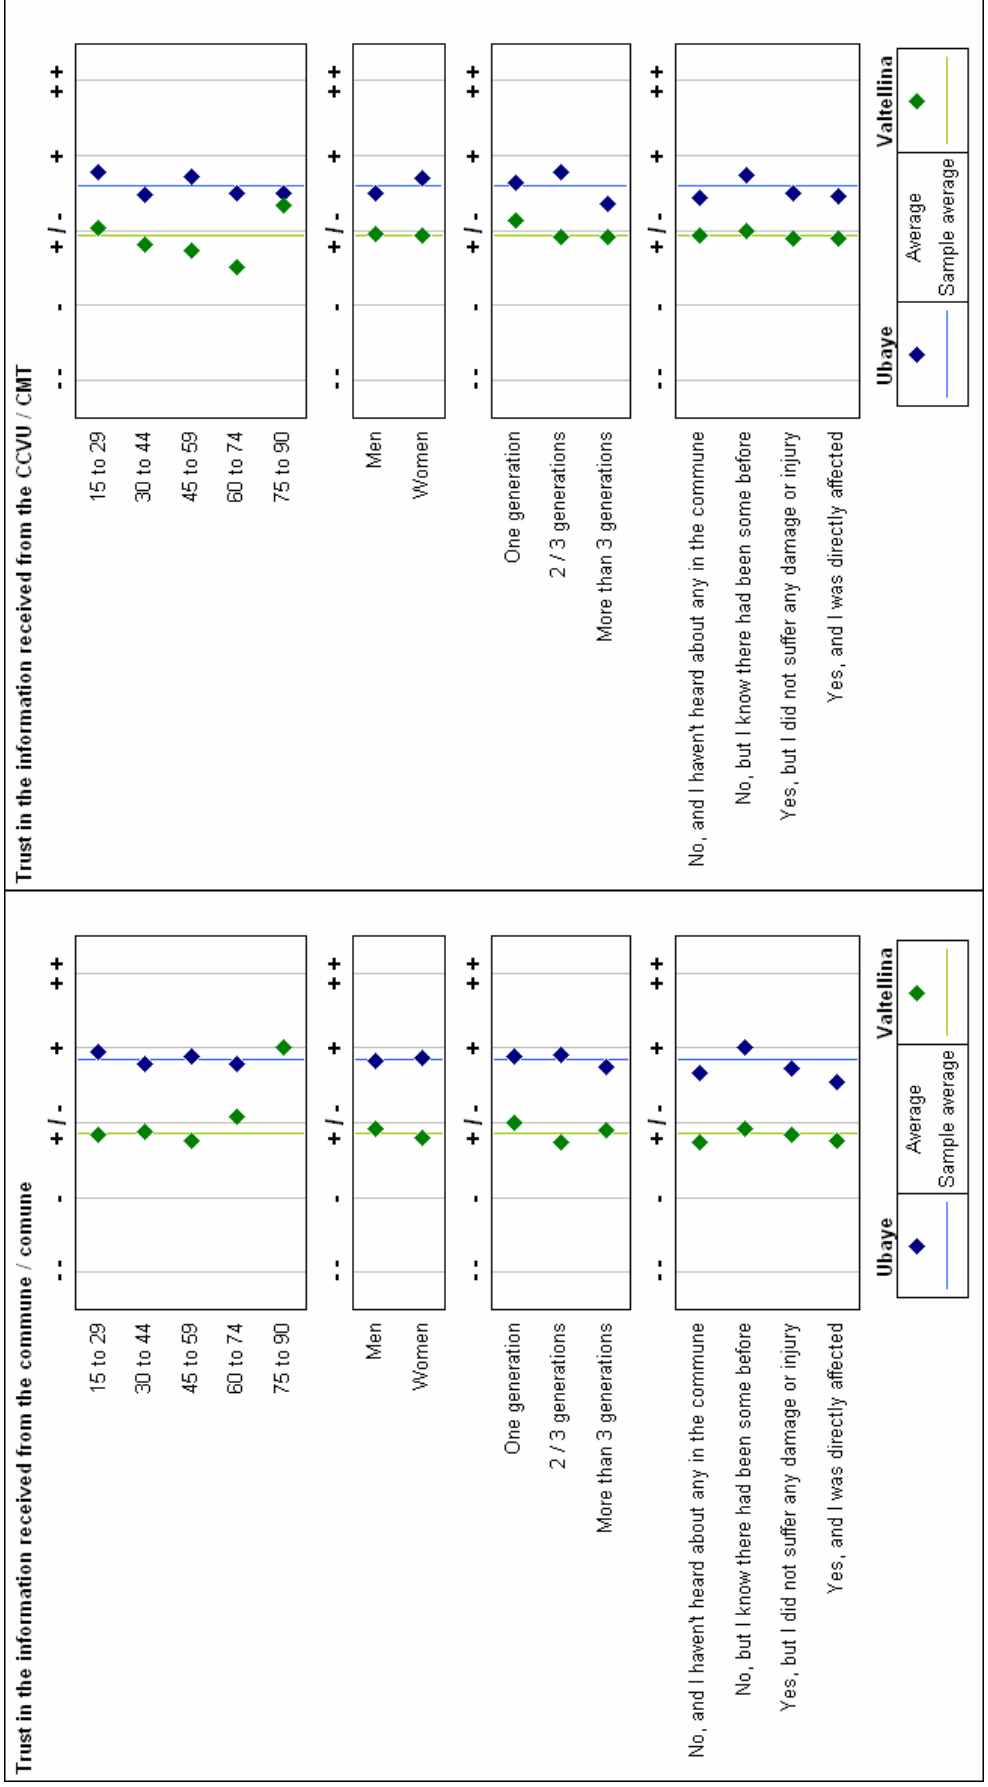 Trust in the information received from the commune / comune
- - - +/- + ++
15 to 29
30 to 44
45 to 59
60 to 74
75 to 90
- - - +/- + ++
Men
Women
- - - +/- + ++
One generation
2 / 3 generations
More than 3 generations
- - - +/- + ++
No, and I haven't heard about any in the commune
No, but I know there had been some before
Yes, but I did not suffer any damage or injury
Yes, and I was directly affected
Ubaye Valtellina
Average
Sample average
Trust in the information received from the CCVU / CMT
- - - +/- + ++
15 to 29
30 to 44
45 to 59
60 to 74
75 to 90
- - - +/- + ++
Men
Women
- - - +/- + ++
One generation
2 / 3 generations
More than 3 generations
- - - +/- + ++
No, and I haven't heard about any in the commune
No, but I know there had been some before
Yes, but I did not suffer any damage or injury
Yes, and I was directly affected
Ubaye Valtellina
Average
Sample average